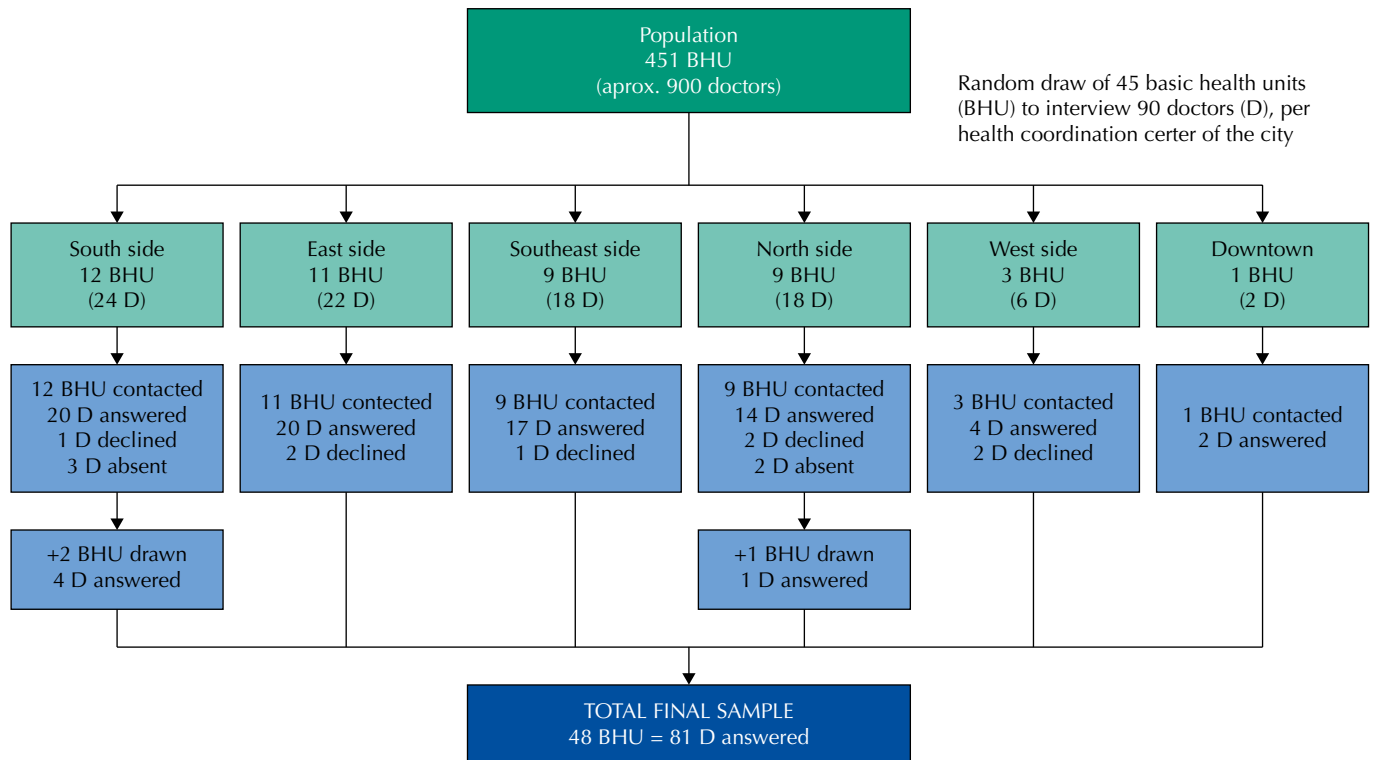 Population
451 BHU
(aprox. 900 doctors)
Random draw of 45 basic health units
(BHU) to interview 90 doctors (D), per
health coordination certer of the city
South side
12 BHU
(24 D)
East side
11 BHU
(22 D)
Southeast side
9 BHU
(18 D)
North side
9 BHU
(18 D)
West side
3 BHU
(6 D)
Downtown
1 BHU
(2 D)
12 BHU contacted
20 D answered
1 D declined
3 D absent
11 BHU contected
20 D answered
2 D declined
9 BHU contacted
17 D answered
1 D declined
9 BHU contacted
14 D answered
2 D declined
2 D absent
3 BHU contacted
4 D answered
2 D declined
1 BHU contacted
2 D answered
+2 BHU drawn
4 D answered
+1 BHU drawn
1 D answered
TOTAL FINAL SAMPLE
48 BHU = 81 D answered